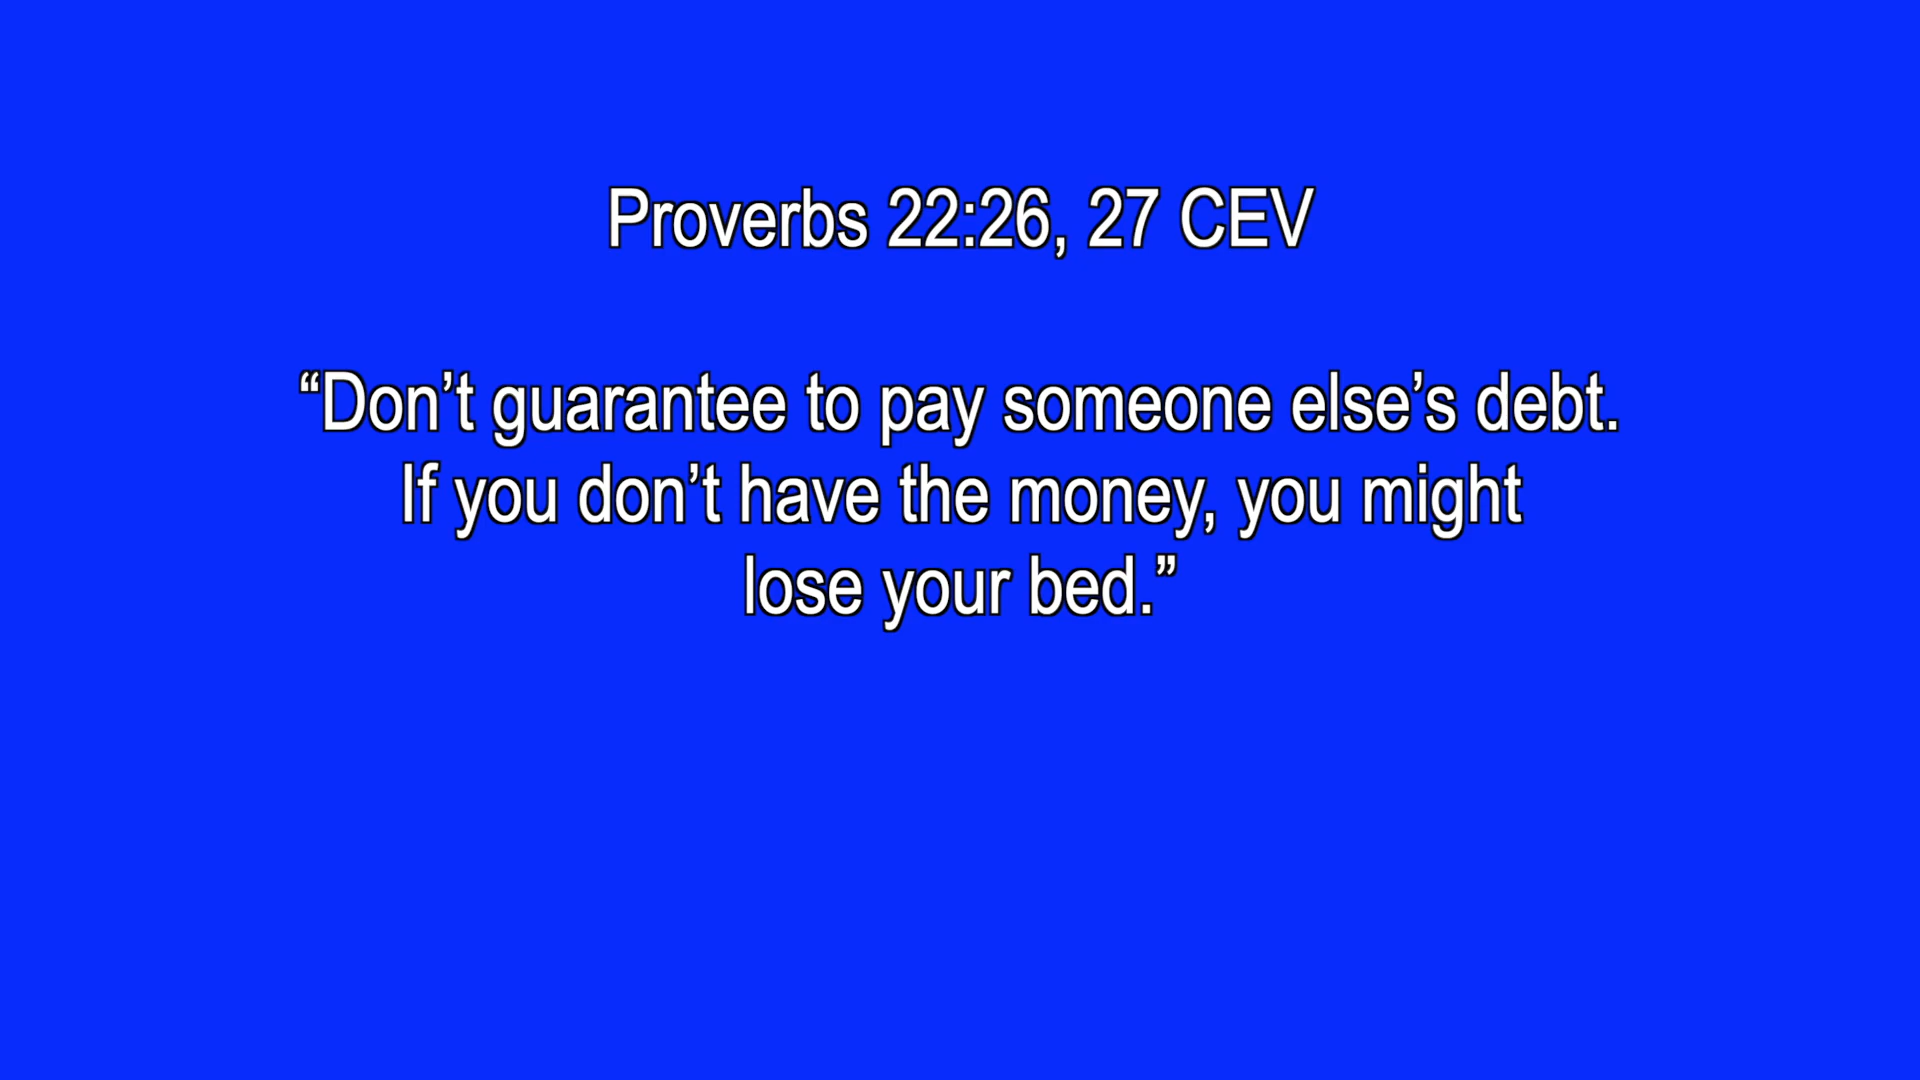 Proverbs 22:26, 27 CEV
“Don’t guarantee to pay someone else’s debt.
If you don’t have the money, you might
lose your bed.”